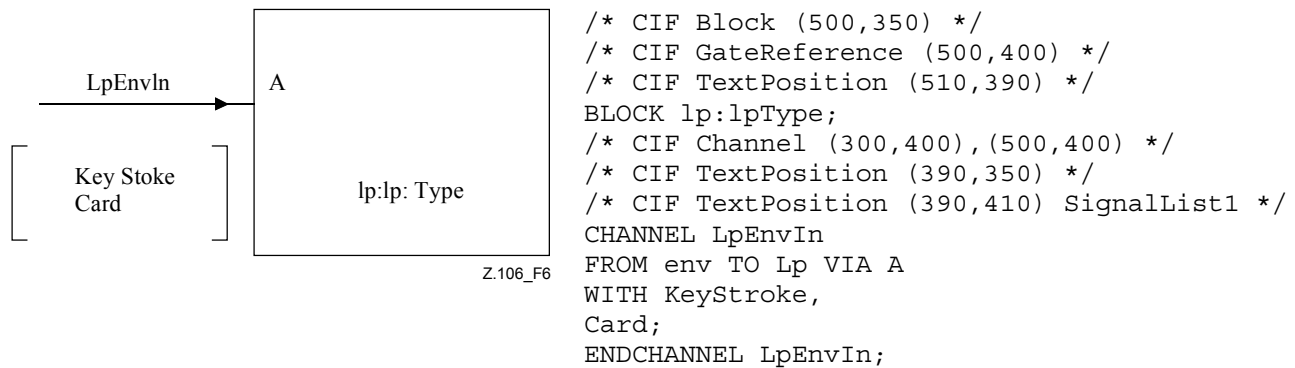 LpEnvln
A
Key Stoke
Card
lp:lp: Type
Z.106_F6
/* CIF Block (500,350) */
/* CIF GateReference (500,400) */
/* CIF TextPosition (510,390) */
BLOCK lp:lpType;
/* CIF Channel (300,400),(500,400) */
/* CIF TextPosition (390,350) */
/* CIF TextPosition (390,410) SignalList1 */
CHANNEL LpEnvIn
FROM env TO Lp VIA A
WITH KeyStroke,
Card;
ENDCHANNEL LpEnvIn;